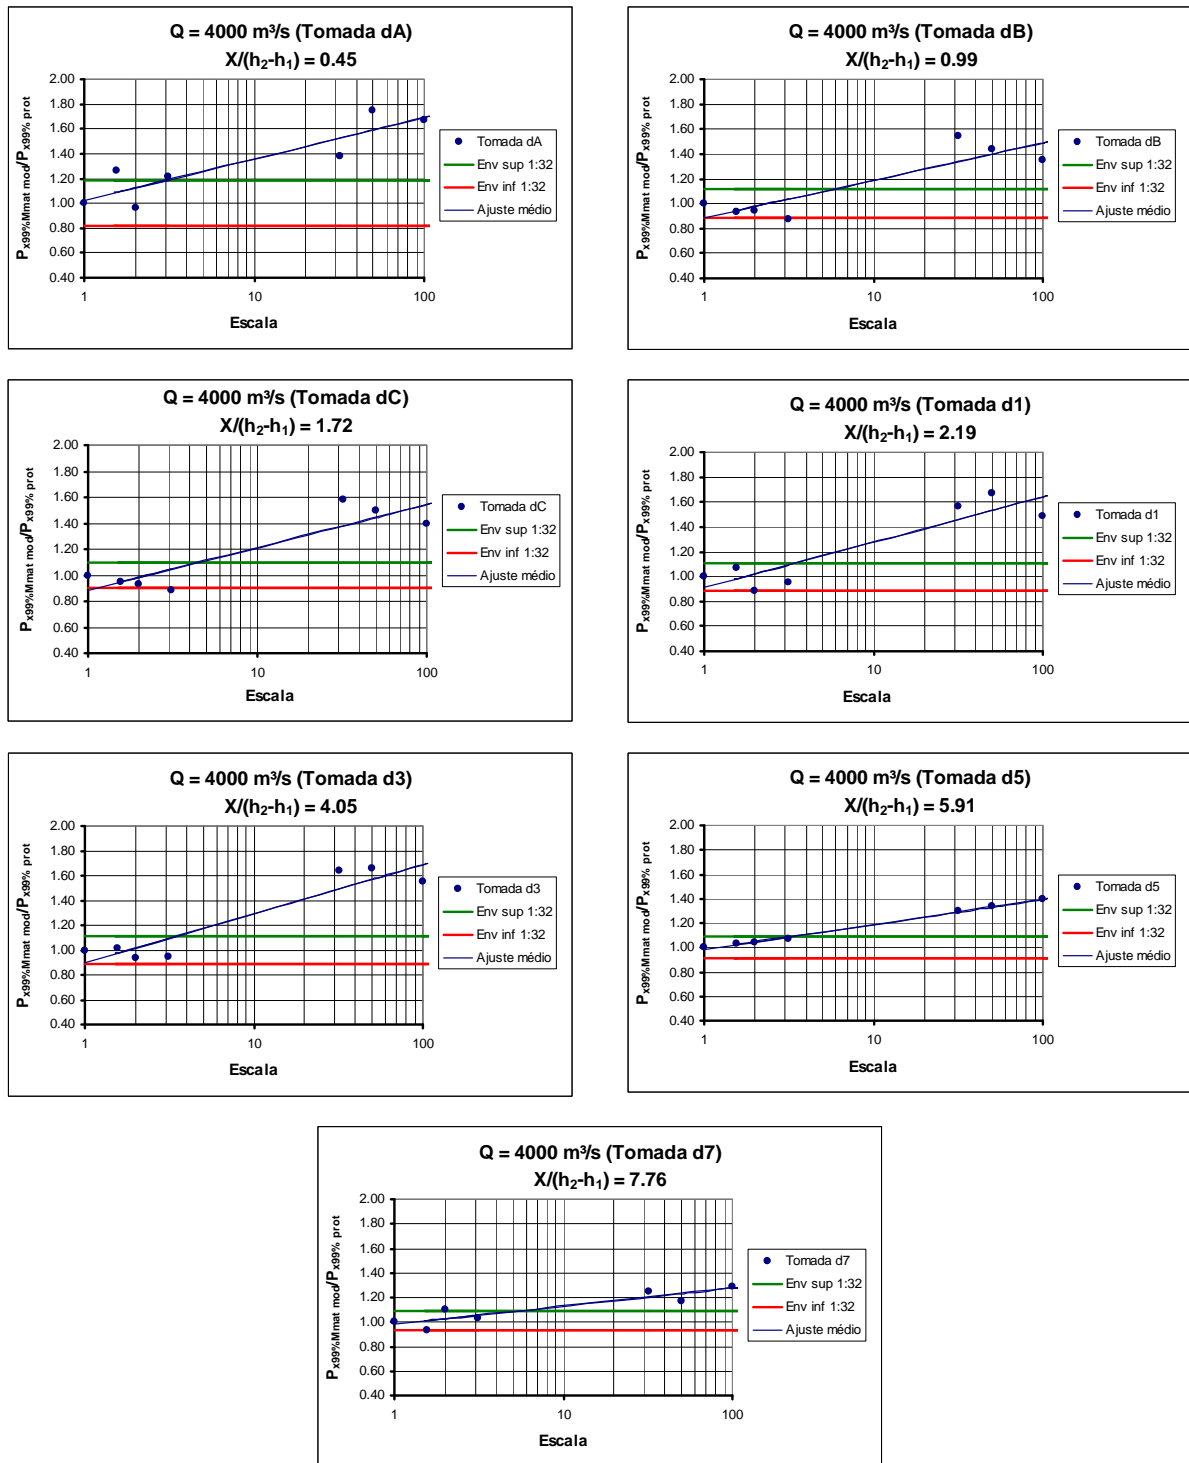 Q = 4000 m³/s (Tomada dA)
X/(h₂-h₁) = 0.45
Pₓ₉₉%Mmat mod/Pₓ₉₉% prot
2.00
1.80
1.60
1.40
1.20
1.00
0.80
0.60
0.40
1
10
100
Escala
Tomada dA
Env sup 1:32
Env inf 1:32
Ajuste médio
Q = 4000 m³/s (Tomada dB)
X/(h₂-h₁) = 0.99
Pₓ₉₉%Mmat mod/Pₓ₉₉% prot
2.00
1.80
1.60
1.40
1.20
1.00
0.80
0.60
0.40
1
10
100
Escala
Tomada dB
Env sup 1:32
Env inf 1:32
Ajuste médio
Q = 4000 m³/s (Tomada dC)
X/(h₂-h₁) = 1.72
Pₓ₉₉%Mmat mod/Pₓ₉₉% prot
2.00
1.80
1.60
1.40
1.20
1.00
0.80
0.60
0.40
1
10
100
Escala
Tomada dC
Env sup 1:32
Env inf 1:32
Ajuste médio
Q = 4000 m³/s (Tomada d1)
X/(h₂-h₁) = 2.19
Pₓ₉₉%Mmat mod/Pₓ₉₉% prot
2.00
1.80
1.60
1.40
1.20
1.00
0.80
0.60
0.40
1
10
100
Escala
Tomada d1
Env sup 1:32
Env inf 1:32
Ajuste médio
Q = 4000 m³/s (Tomada d3)
X/(h₂-h₁) = 4.05
Pₓ₉₉%Mmat mod/Pₓ₉₉% prot
2.00
1.80
1.60
1.40
1.20
1.00
0.80
0.60
0.40
1
10
100
Escala
Tomada d3
Env sup 1:32
Env inf 1:32
Ajuste médio
Q = 4000 m³/s (Tomada d5)
X/(h₂-h₁) = 5.91
Pₓ₉₉%Mmat mod/Pₓ₉₉% prot
2.00
1.80
1.60
1.40
1.20
1.00
0.80
0.60
0.40
1
10
100
Escala
Tomada d5
Env sup 1:32
Env inf 1:32
Ajuste médio
Q = 4000 m³/s (Tomada d7)
X/(h₂-h₁) = 7.76
Pₓ₉₉%Mmat mod/Pₓ₉₉% prot
2.00
1.80
1.60
1.40
1.20
1.00
0.80
0.60
0.40
1
10
100
Escala
Tomada d7
Env sup 1:32
Env inf 1:32
Ajuste médio